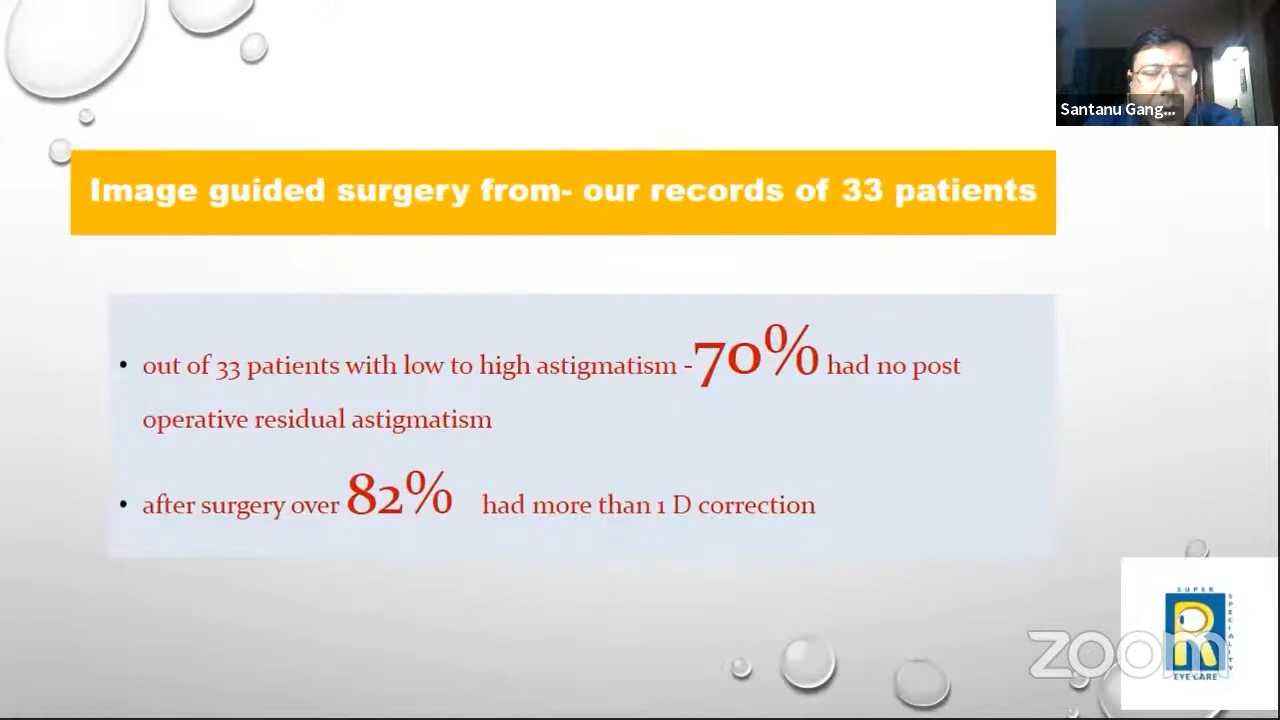 Santanu Gang...
Image guided surgery from- our records of 33 patients
• out of 33 patients with low to high astigmatism -70% had no post
operative residual astigmatism
• after surgery over 82% had more than 1 D correction
SUPER
SPECIALITY
R
EYE CARE
zoom